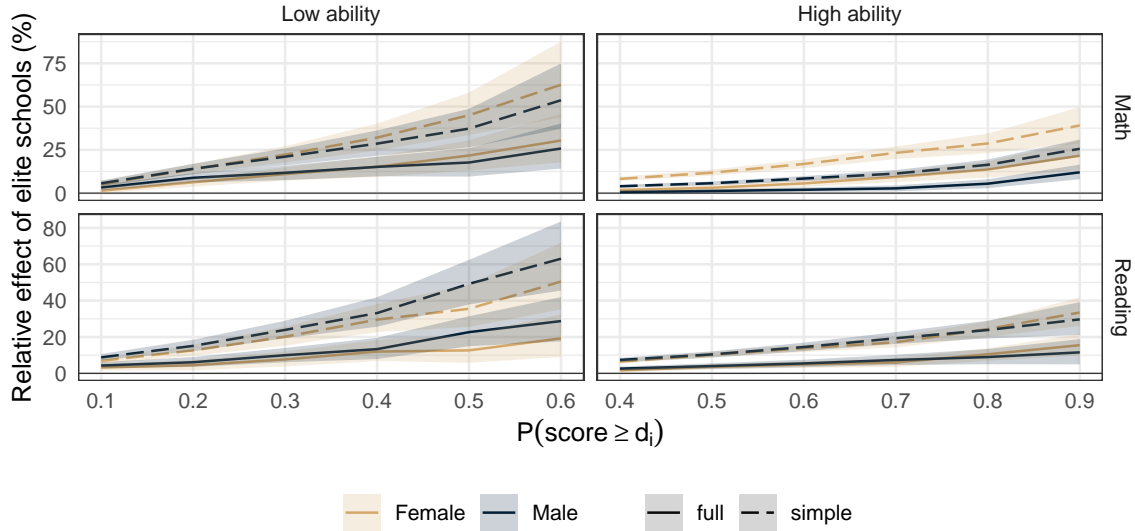 Low ability
High ability
Relative effect of elite schools (%)
75
50
25
0
Math
80
60
40
20
0
Reading
0.1 0.2 0.3 0.4 0.5 0.6
0.4 0.5 0.6 0.7 0.8 0.9
P(score ≥ di)
Female Male full simple